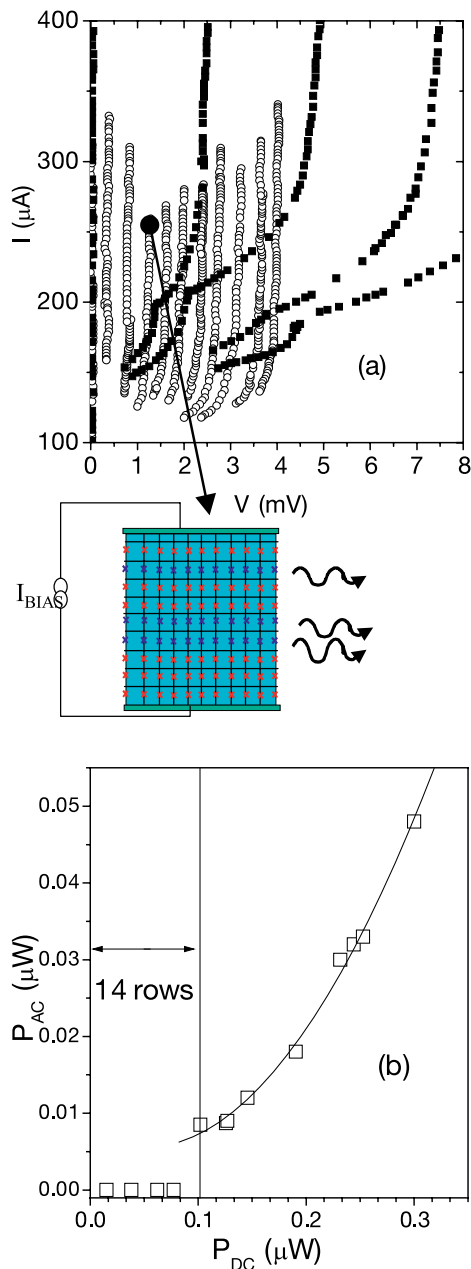 400
300
200
100
I (μA)
0 1 2 3 4 5 6 7 8
V (mV)
(a)
I_BIAS
0.05
0.04
0.03
0.02
0.01
0.00
P_AC (μW)
14 rows
(b)
0.0 0.1 0.2 0.3
P_DC (μW)